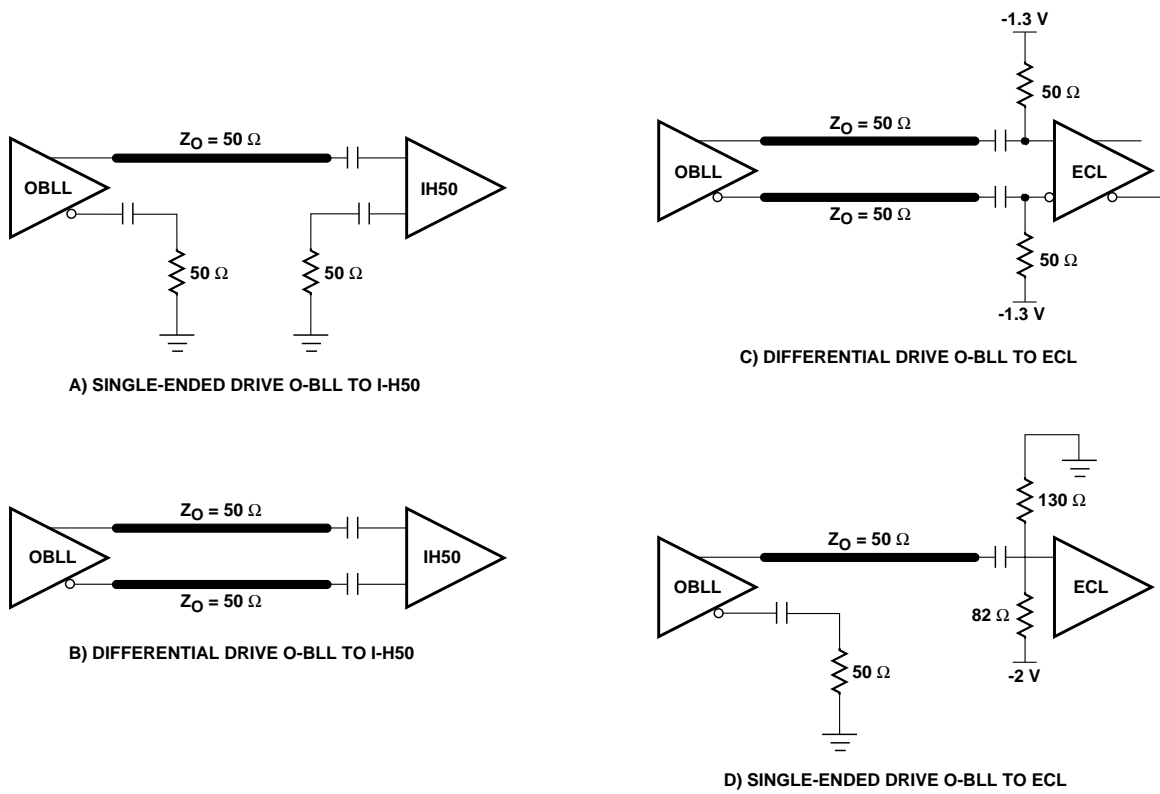 Z_O = 50 Ω
OBLL
IH50
50 Ω
50 Ω
A) SINGLE-ENDED DRIVE O-BLL TO I-H50
Z_O = 50 Ω
OBLL
IH50
Z_O = 50 Ω
B) DIFFERENTIAL DRIVE O-BLL TO I-H50
-1.3 V
50 Ω
Z_O = 50 Ω
OBLL
ECL
Z_O = 50 Ω
50 Ω
-1.3 V
C) DIFFERENTIAL DRIVE O-BLL TO ECL
130 Ω
Z_O = 50 Ω
OBLL
ECL
82 Ω
50 Ω
-2 V
D) SINGLE-ENDED DRIVE O-BLL TO ECL